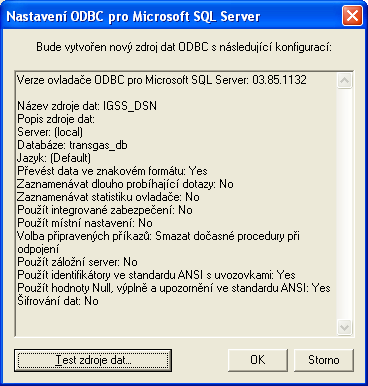 Nastavení ODBC pro Microsoft SQL Server
Bude vytvořen nový zdroj dat ODBC s následující konfigurací:
Verze ovladače ODBC pro Microsoft SQL Server: 03.85.1132
Název zdroje dat: IGSS_DSN
Popis zdroje dat:
Server: (local)
Databáze: transgas_db
Jazyk: (Default)
Převést data ve znakovém formátu: Yes
Zaznamenávat dlouho probíhající dotazy: No
Zaznamenávat statistiku ovladače: No
Použít integrované zabezpečení: No
Použít místní nastavení: No
Volba připravených příkazů: Smazat dočasné procedury při
odpojení
Použít záložní server: No
Použít identifikátory ve standardu ANSI s uvozovkami: Yes
Použít hodnoty Null, výplně a upozornění ve standardu ANSI: Yes
Šifrování dat: No
Test zdroje dat...
OK
Storno